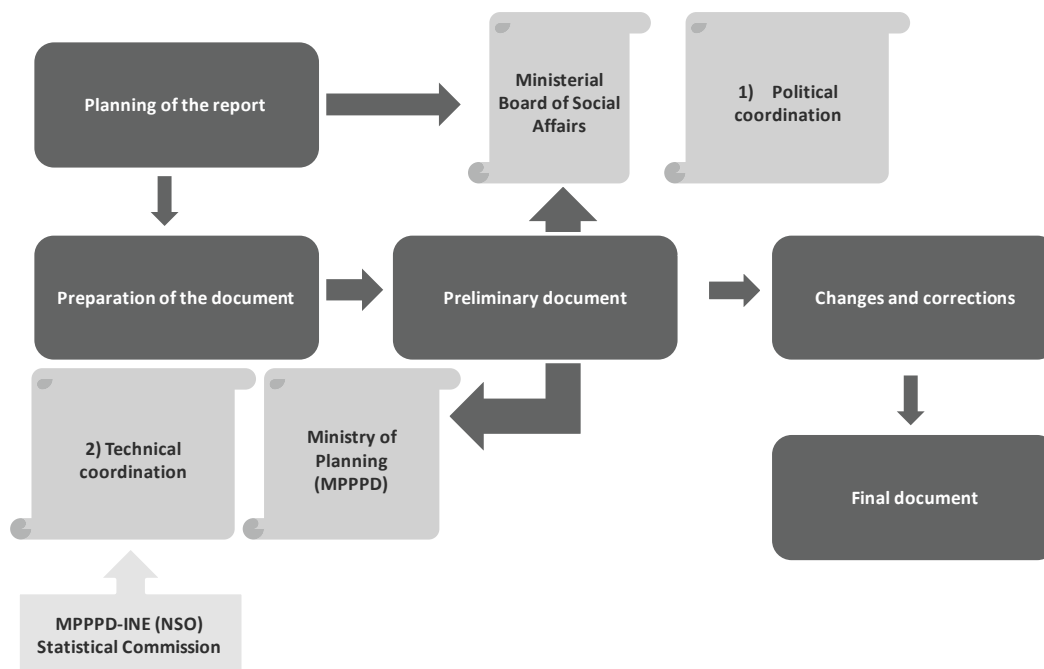 Planning of the report
Ministerial
Board of Social
Affairs
1) Political
coordination
Preparation of the document
Preliminary document
Changes and corrections
2) Technical
coordination
Ministry of
Planning
(MPPPD)
Final document
MPPPD-INE (NSO)
Statistical Commission